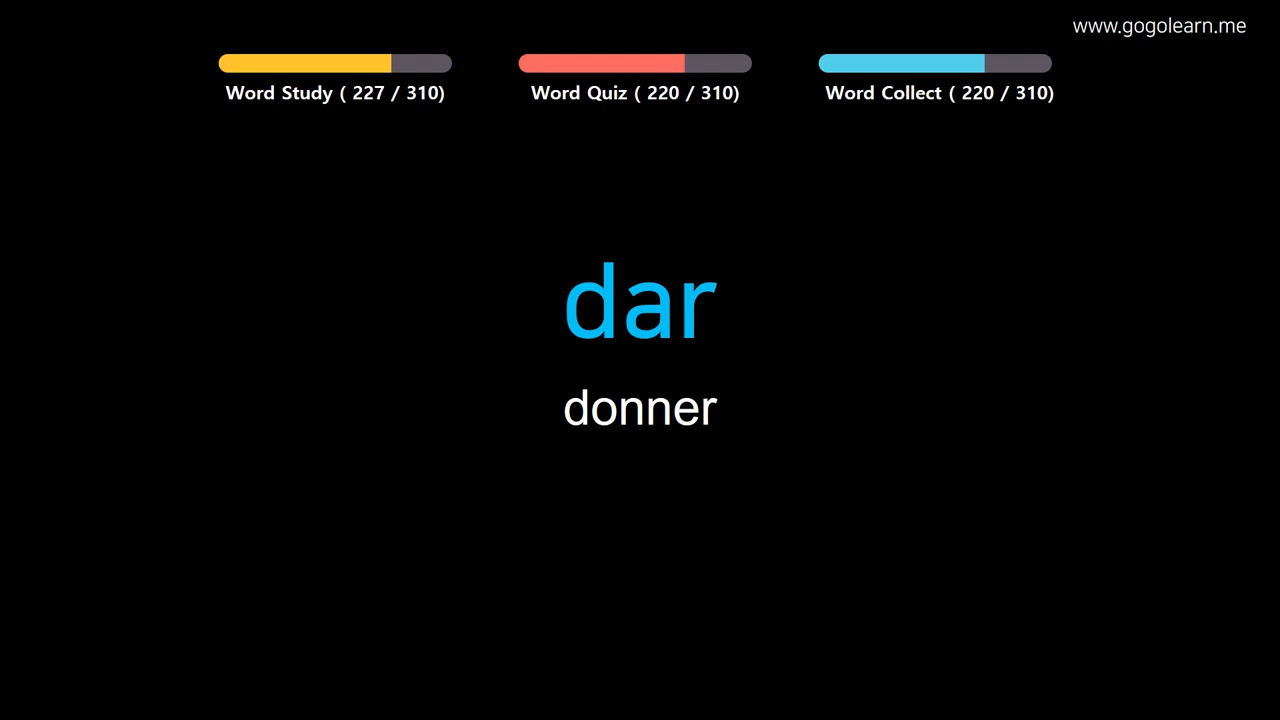 www.gogolearn.me
Word Study ( 227 / 310)
Word Quiz ( 220 / 310)
Word Collect ( 220 / 310)
dar
donner